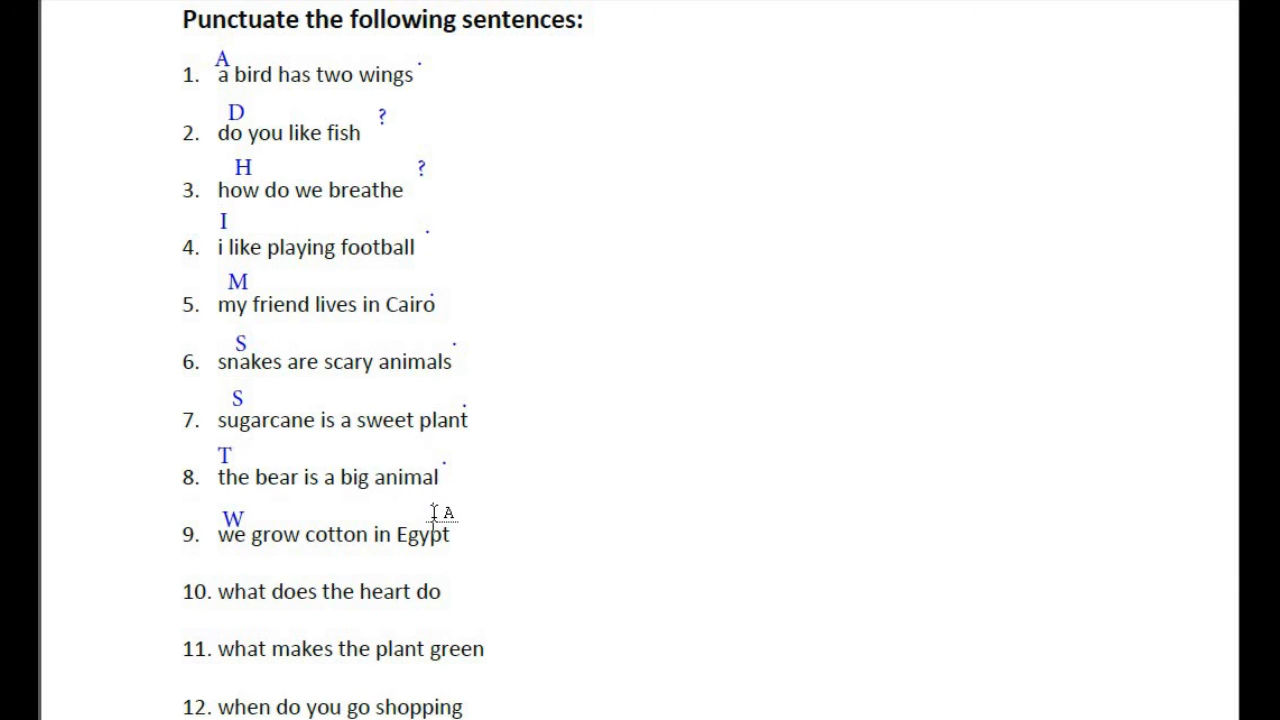 Punctuate the following sentences:
A .
1. a bird has two wings
D ?
2. do you like fish
H ?
3. how do we breathe
I .
4. i like playing football
M .
5. my friend lives in Cairo
S .
6. snakes are scary animals
S .
7. sugarcane is a sweet plant
T .
8. the bear is a big animal
W A
9. we grow cotton in Egypt
10. what does the heart do
11. what makes the plant green
12. when do you go shopping